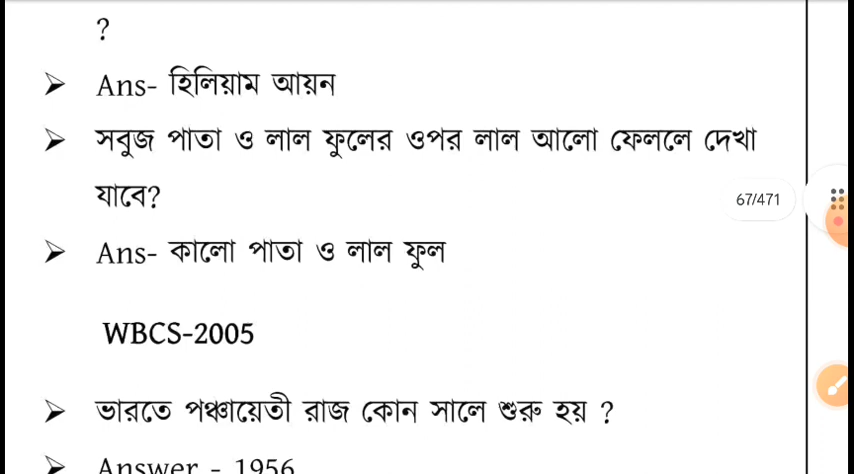 ?
➤ Ans- হিলিয়াম আয়ন
➤ সবুজ পাতা ও লাল ফুলের ওপর লাল আলো ফেললে দেখা
যাবে?
67/471
➤ Ans- কালো পাতা ও লাল ফুল
WBCS-2005
➤ ভারতে পঞ্চায়েতী রাজ কোন সালে শুরু হয় ?
➤ Answer - 1956